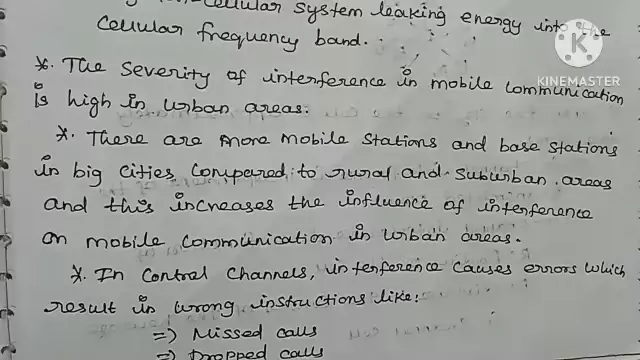 cellular system leaking energy into the
cellular frequency band.
*. The severity of interference in mobile communication
is high in urban areas.
*. There are more mobile stations and base stations
in big cities compared to rural and suburban areas
and this increases the influence of interference
on mobile communication in urban areas.
*. In control channels, interference causes errors which
result in wrong instructions like:
=) Missed calls
=) Dropped calls
KINEMASTER